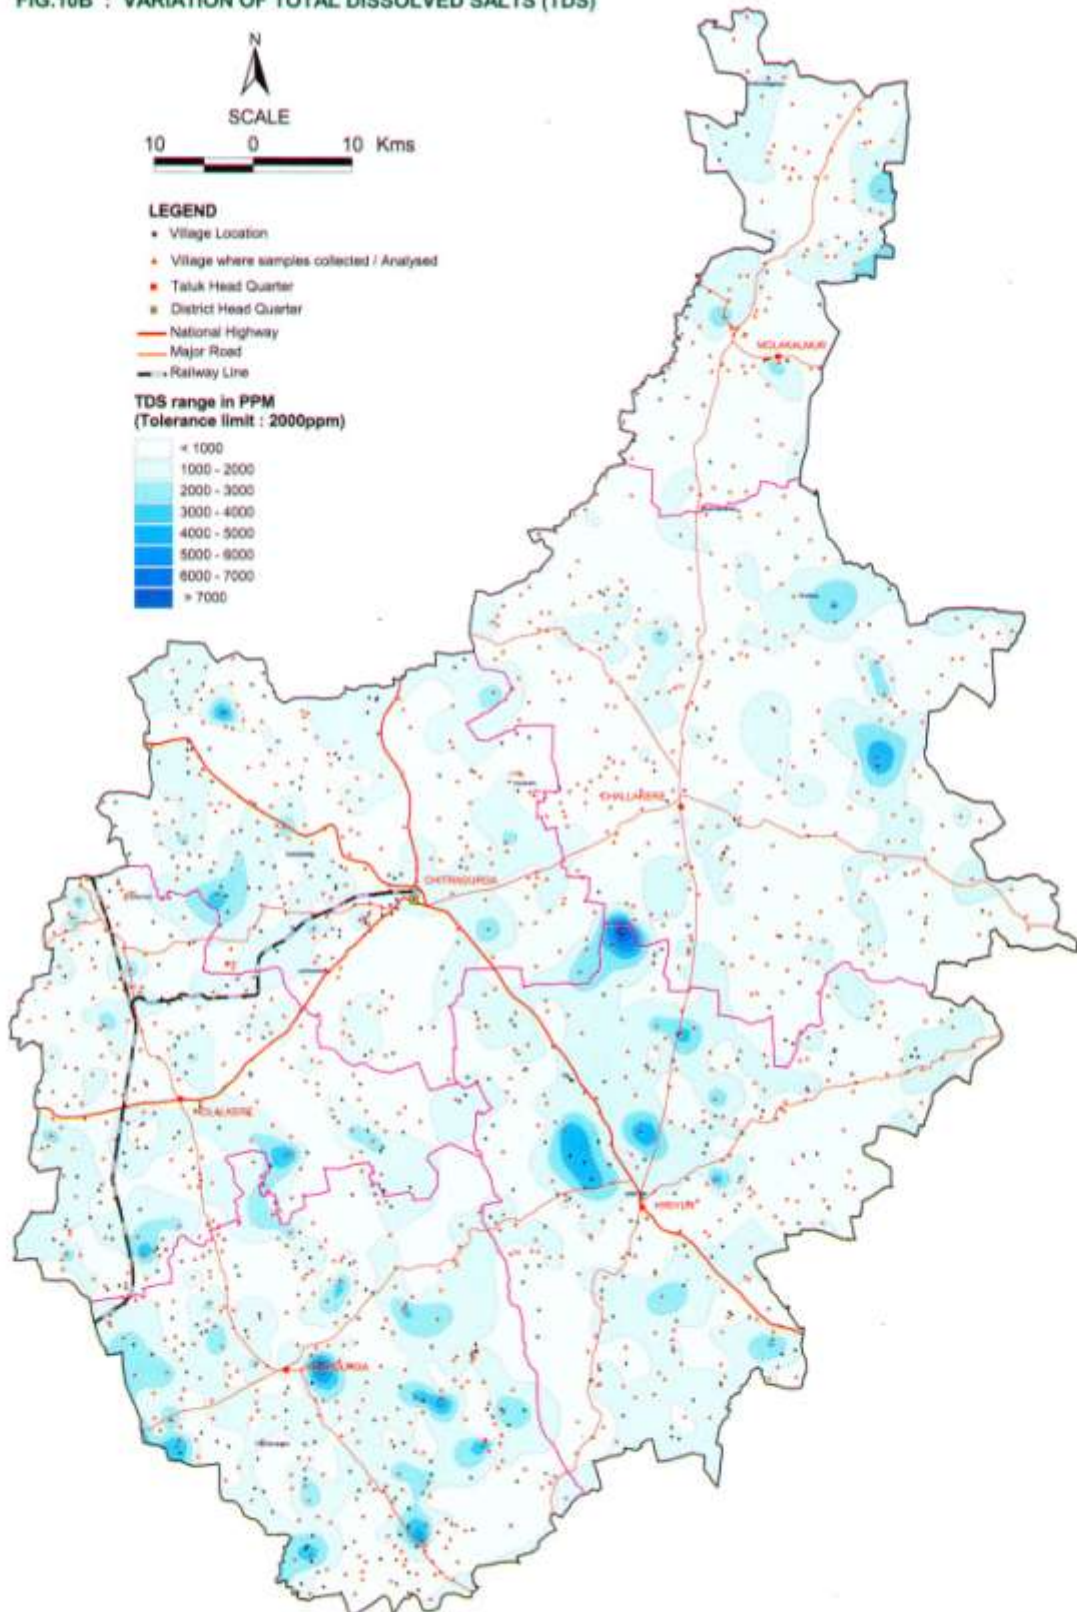 FIG.10B : VARIATION OF TOTAL DISSOLVED SALTS (TDS)
N
SCALE
10 0 10 Kms
LEGEND
Village Location
Village where samples collected / Analysed
Taluk Head Quarter
District Head Quarter
National Highway
Major Road
Railway Line
TDS range in PPM
(Tolerance limit : 2000ppm)
< 1000
1000 - 2000
2000 - 3000
3000 - 4000
4000 - 5000
5000 - 6000
6000 - 7000
> 7000
MOLAKALMUR
CHALLAKERE
CHITRADURGA
HOLALKERE
HIRIYUR